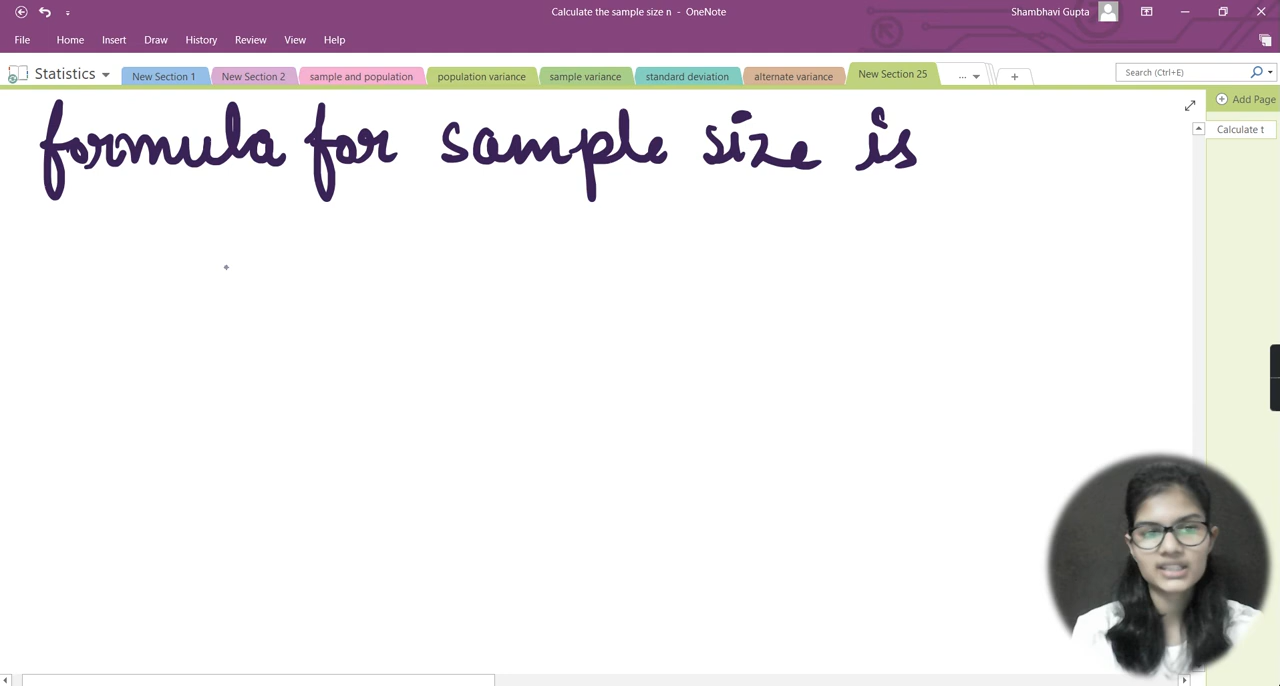 Calculate the sample size n - OneNote
Shambhavi Gupta
File Home Insert Draw History Review View Help
Statistics New Section 1 New Section 2 sample and population population variance sample variance standard deviation alternate variance New Section 25 ... + Search (Ctrl+E)
Add Page
Calculate t
formula for sample size is